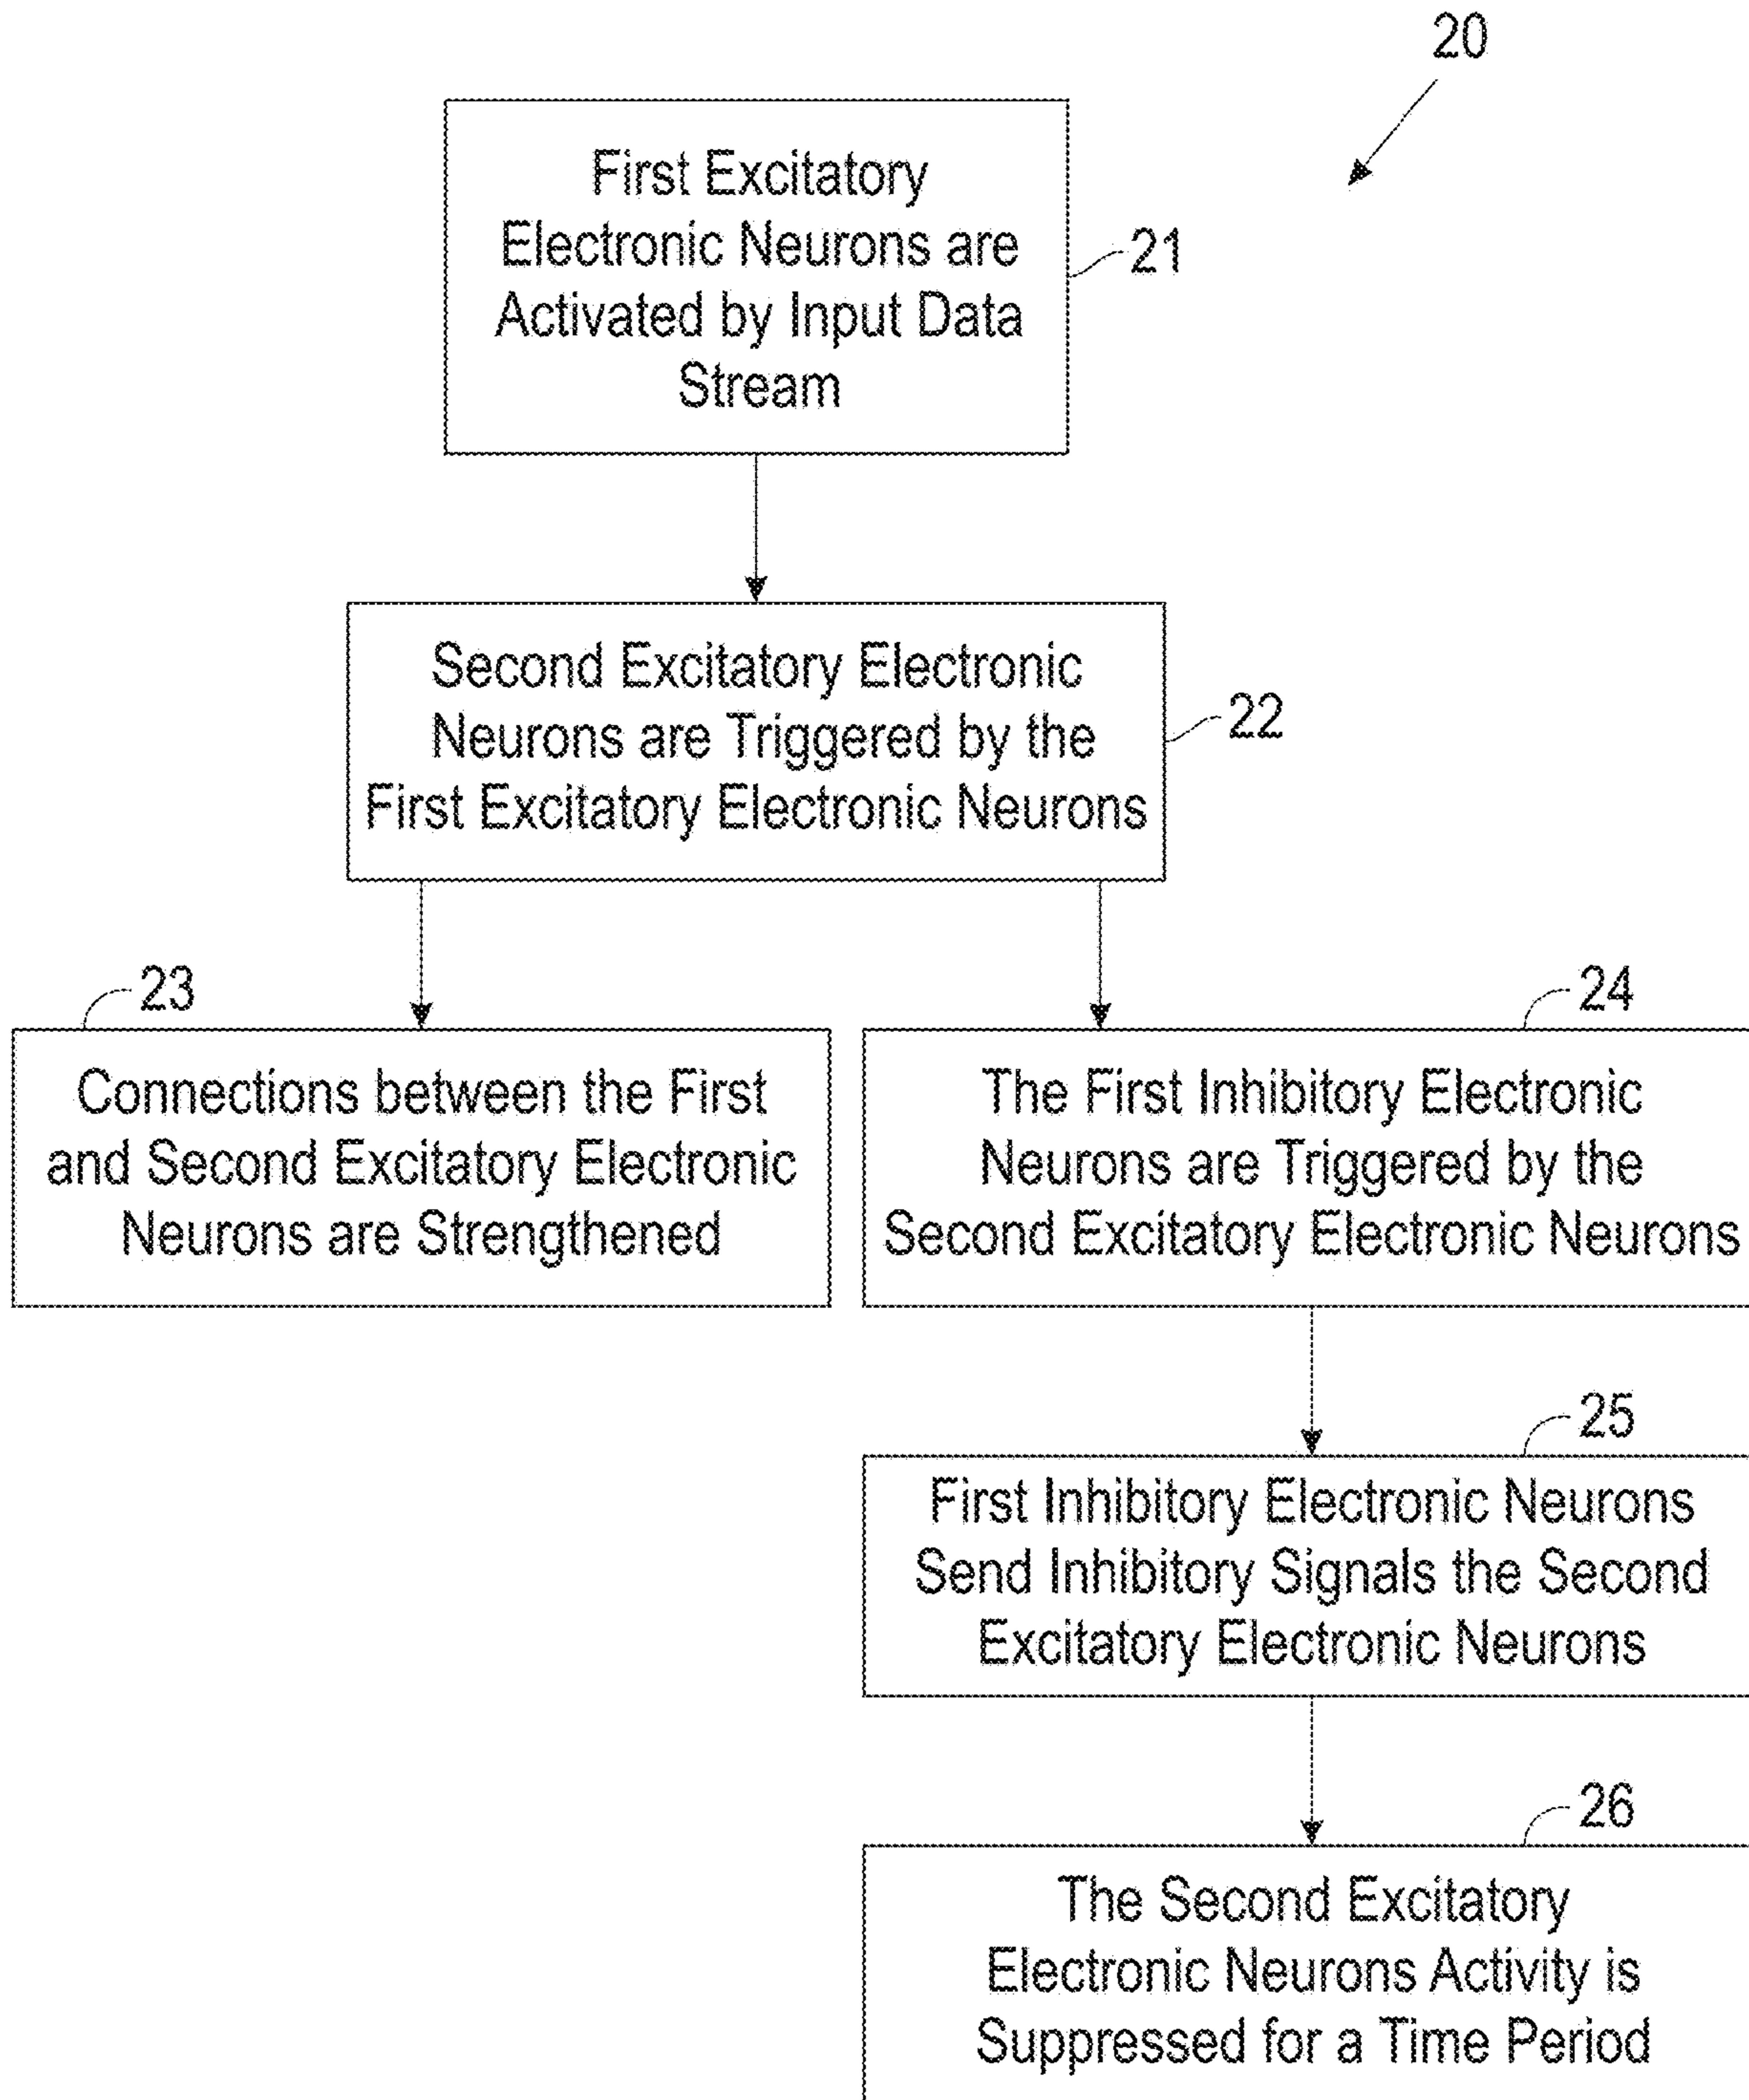 20
First Excitatory
Electronic Neurons are
Activated by Input Data
Stream
21
Second Excitatory Electronic
Neurons are Triggered by the
First Excitatory Electronic Neurons
22
23
Connections between the First
and Second Excitatory Electronic
Neurons are Strengthened
24
The First Inhibitory Electronic
Neurons are Triggered by the
Second Excitatory Electronic Neurons
25
First Inhibitory Electronic Neurons
Send Inhibitory Signals the Second
Excitatory Electronic Neurons
26
The Second Excitatory
Electronic Neurons Activity is
Suppressed for a Time Period